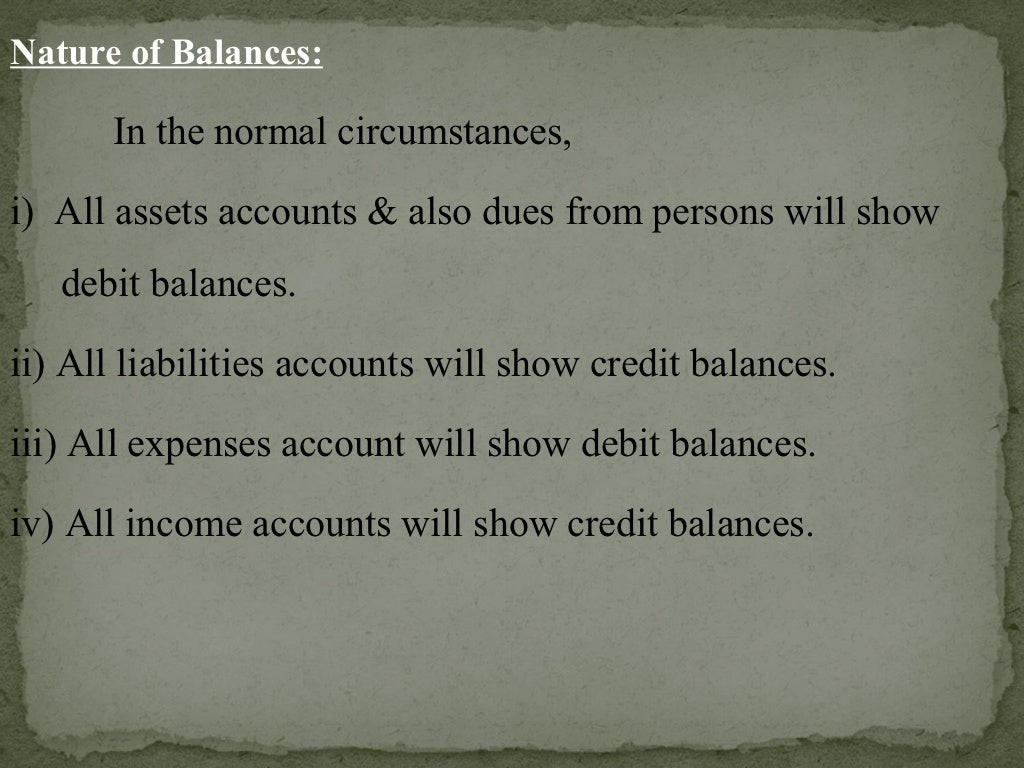 Nature of Balances:
In the normal circumstances,
i) All assets accounts & also dues from persons will show
debit balances.
ii) All liabilities accounts will show credit balances.
iii) All expenses account will show debit balances.
iv) All income accounts will show credit balances.